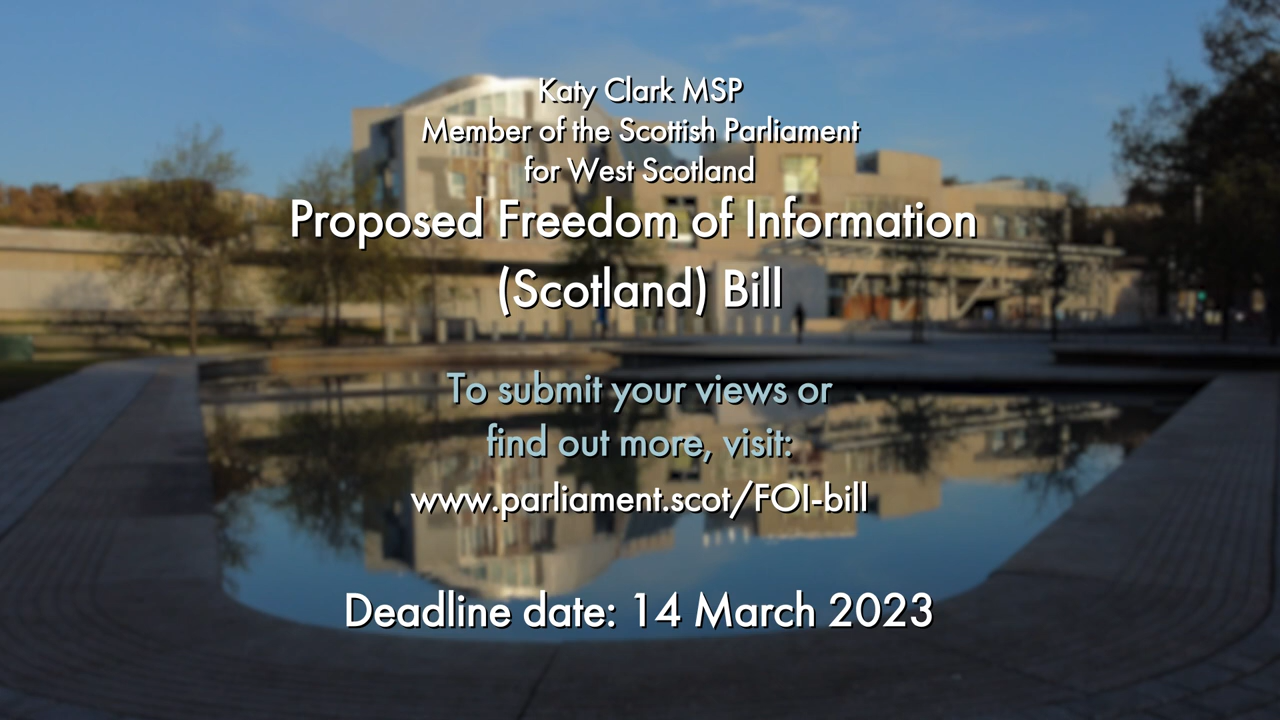 Katy Clark MSP
Member of the Scottish Parliament
for West Scotland
Proposed Freedom of Information
(Scotland) Bill
To submit your views or
find out more, visit:
www.parliament.scot/FOI-bill
Deadline date: 14 March 2023